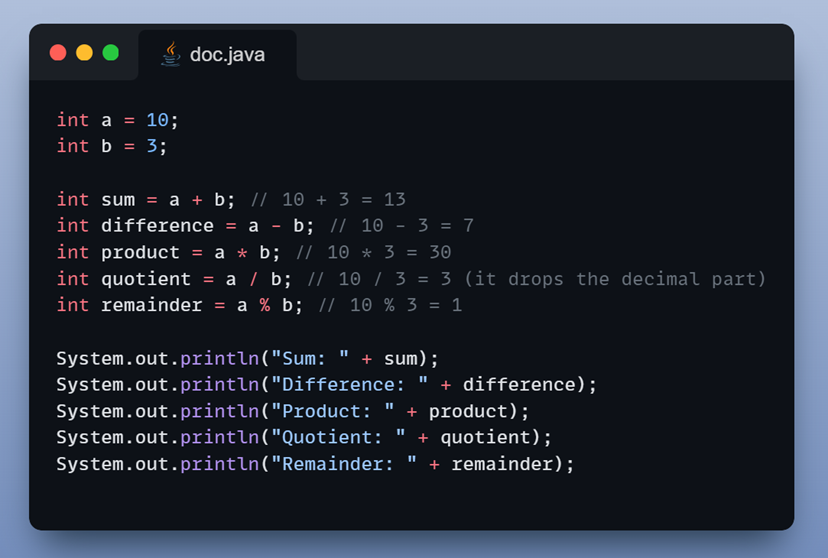 doc.java
int a = 10;
int b = 3;
int sum = a + b; // 10 + 3 = 13
int difference = a - b; // 10 - 3 = 7
int product = a * b; // 10 * 3 = 30
int quotient = a / b; // 10 / 3 = 3 (it drops the decimal part)
int remainder = a % b; // 10 % 3 = 1
System.out.println("Sum: " + sum);
System.out.println("Difference: " + difference);
System.out.println("Product: " + product);
System.out.println("Quotient: " + quotient);
System.out.println("Remainder: " + remainder);